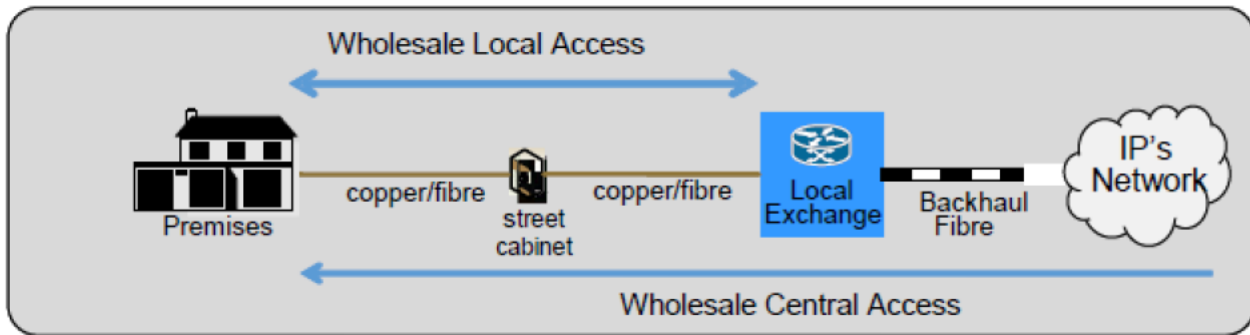 Wholesale Local Access
Premises
copper/fibre
street
cabinet
copper/fibre
Local
Exchange
Backhaul
Fibre
IP's
Network
Wholesale Central Access